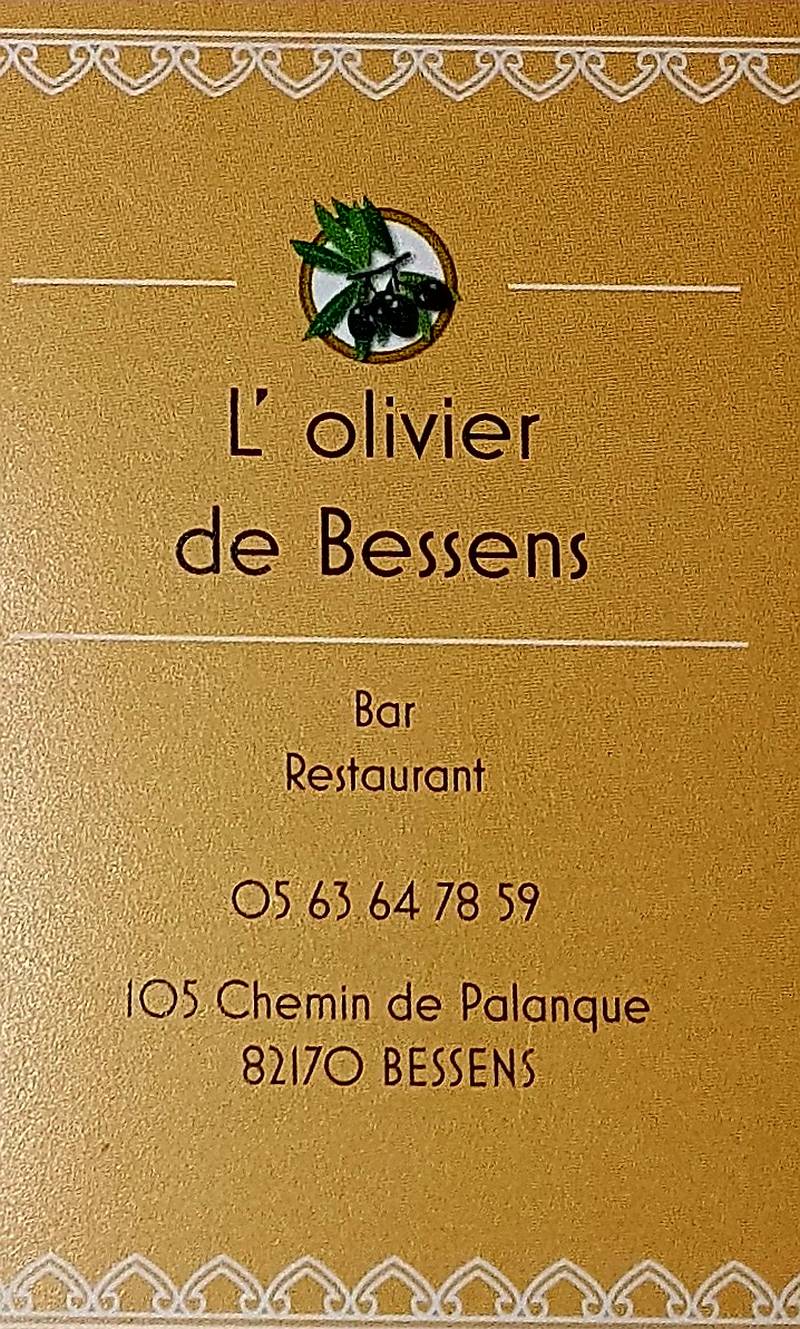 L' olivier
de Bessens
Bar
Restaurant
05 63 64 78 59
105 Chemin de Palanque
82170 BESSENS